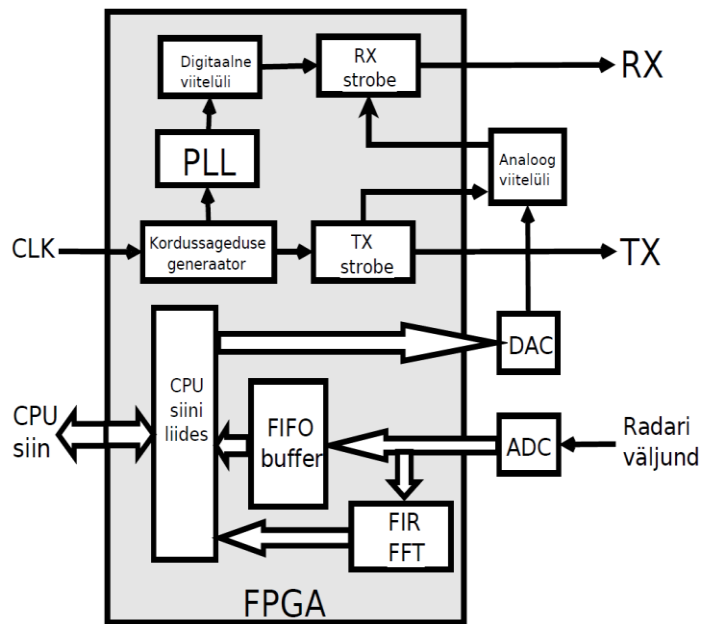 Digitaalne
viitelüli
RX
strobe
RX
PLL
Analoog
viitelüli
CLK
Kordussageduse
generaator
TX
strobe
TX
DAC
CPU
siin
CPU
siini
liides
FIFO
buffer
ADC
Radari
väljund
FIR
FFT
FPGA